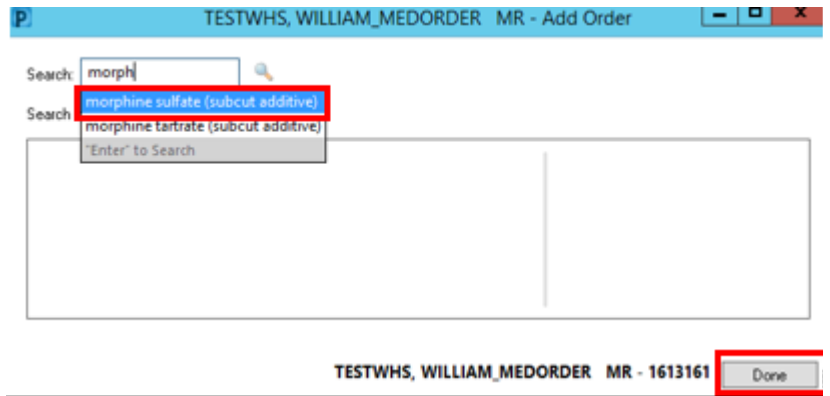 P TESTWHS, WILLIAM_MEDORDER MR - Add Order
Search: morph
morphine sulfate (subcut additive)
Search
morphine tartrate (subcut additive)
"Enter" to Search
TESTWHS, WILLIAM_MEDORDER MR - 1613161 Done